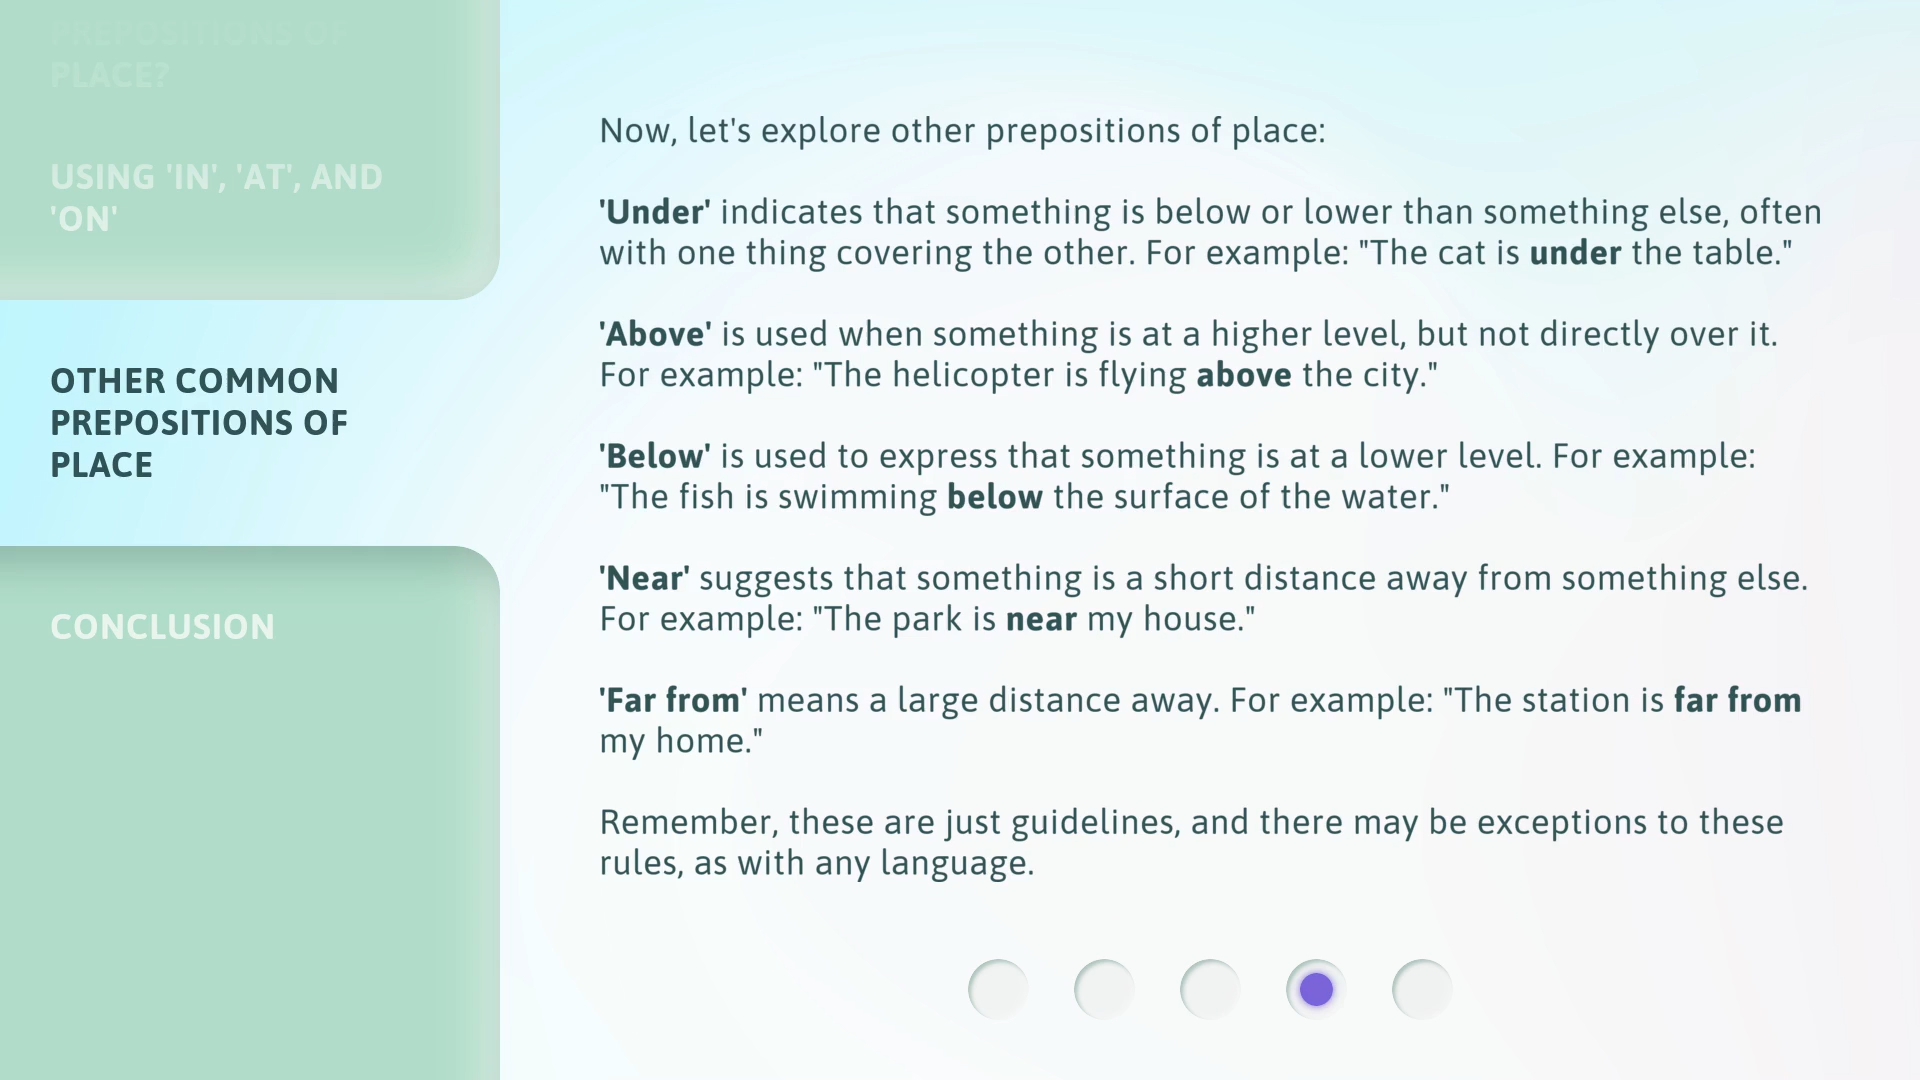 PREPOSITIONS OF
PLACE?
USING 'IN', 'AT', AND
'ON'
OTHER COMMON
PREPOSITIONS OF
PLACE
CONCLUSION
Now, let's explore other prepositions of place:
'Under' indicates that something is below or lower than something else, often
with one thing covering the other. For example: "The cat is under the table."
'Above' is used when something is at a higher level, but not directly over it.
For example: "The helicopter is flying above the city."
'Below' is used to express that something is at a lower level. For example:
"The fish is swimming below the surface of the water."
'Near' suggests that something is a short distance away from something else.
For example: "The park is near my house."
'Far from' means a large distance away. For example: "The station is far from
my home."
Remember, these are just guidelines, and there may be exceptions to these
rules, as with any language.